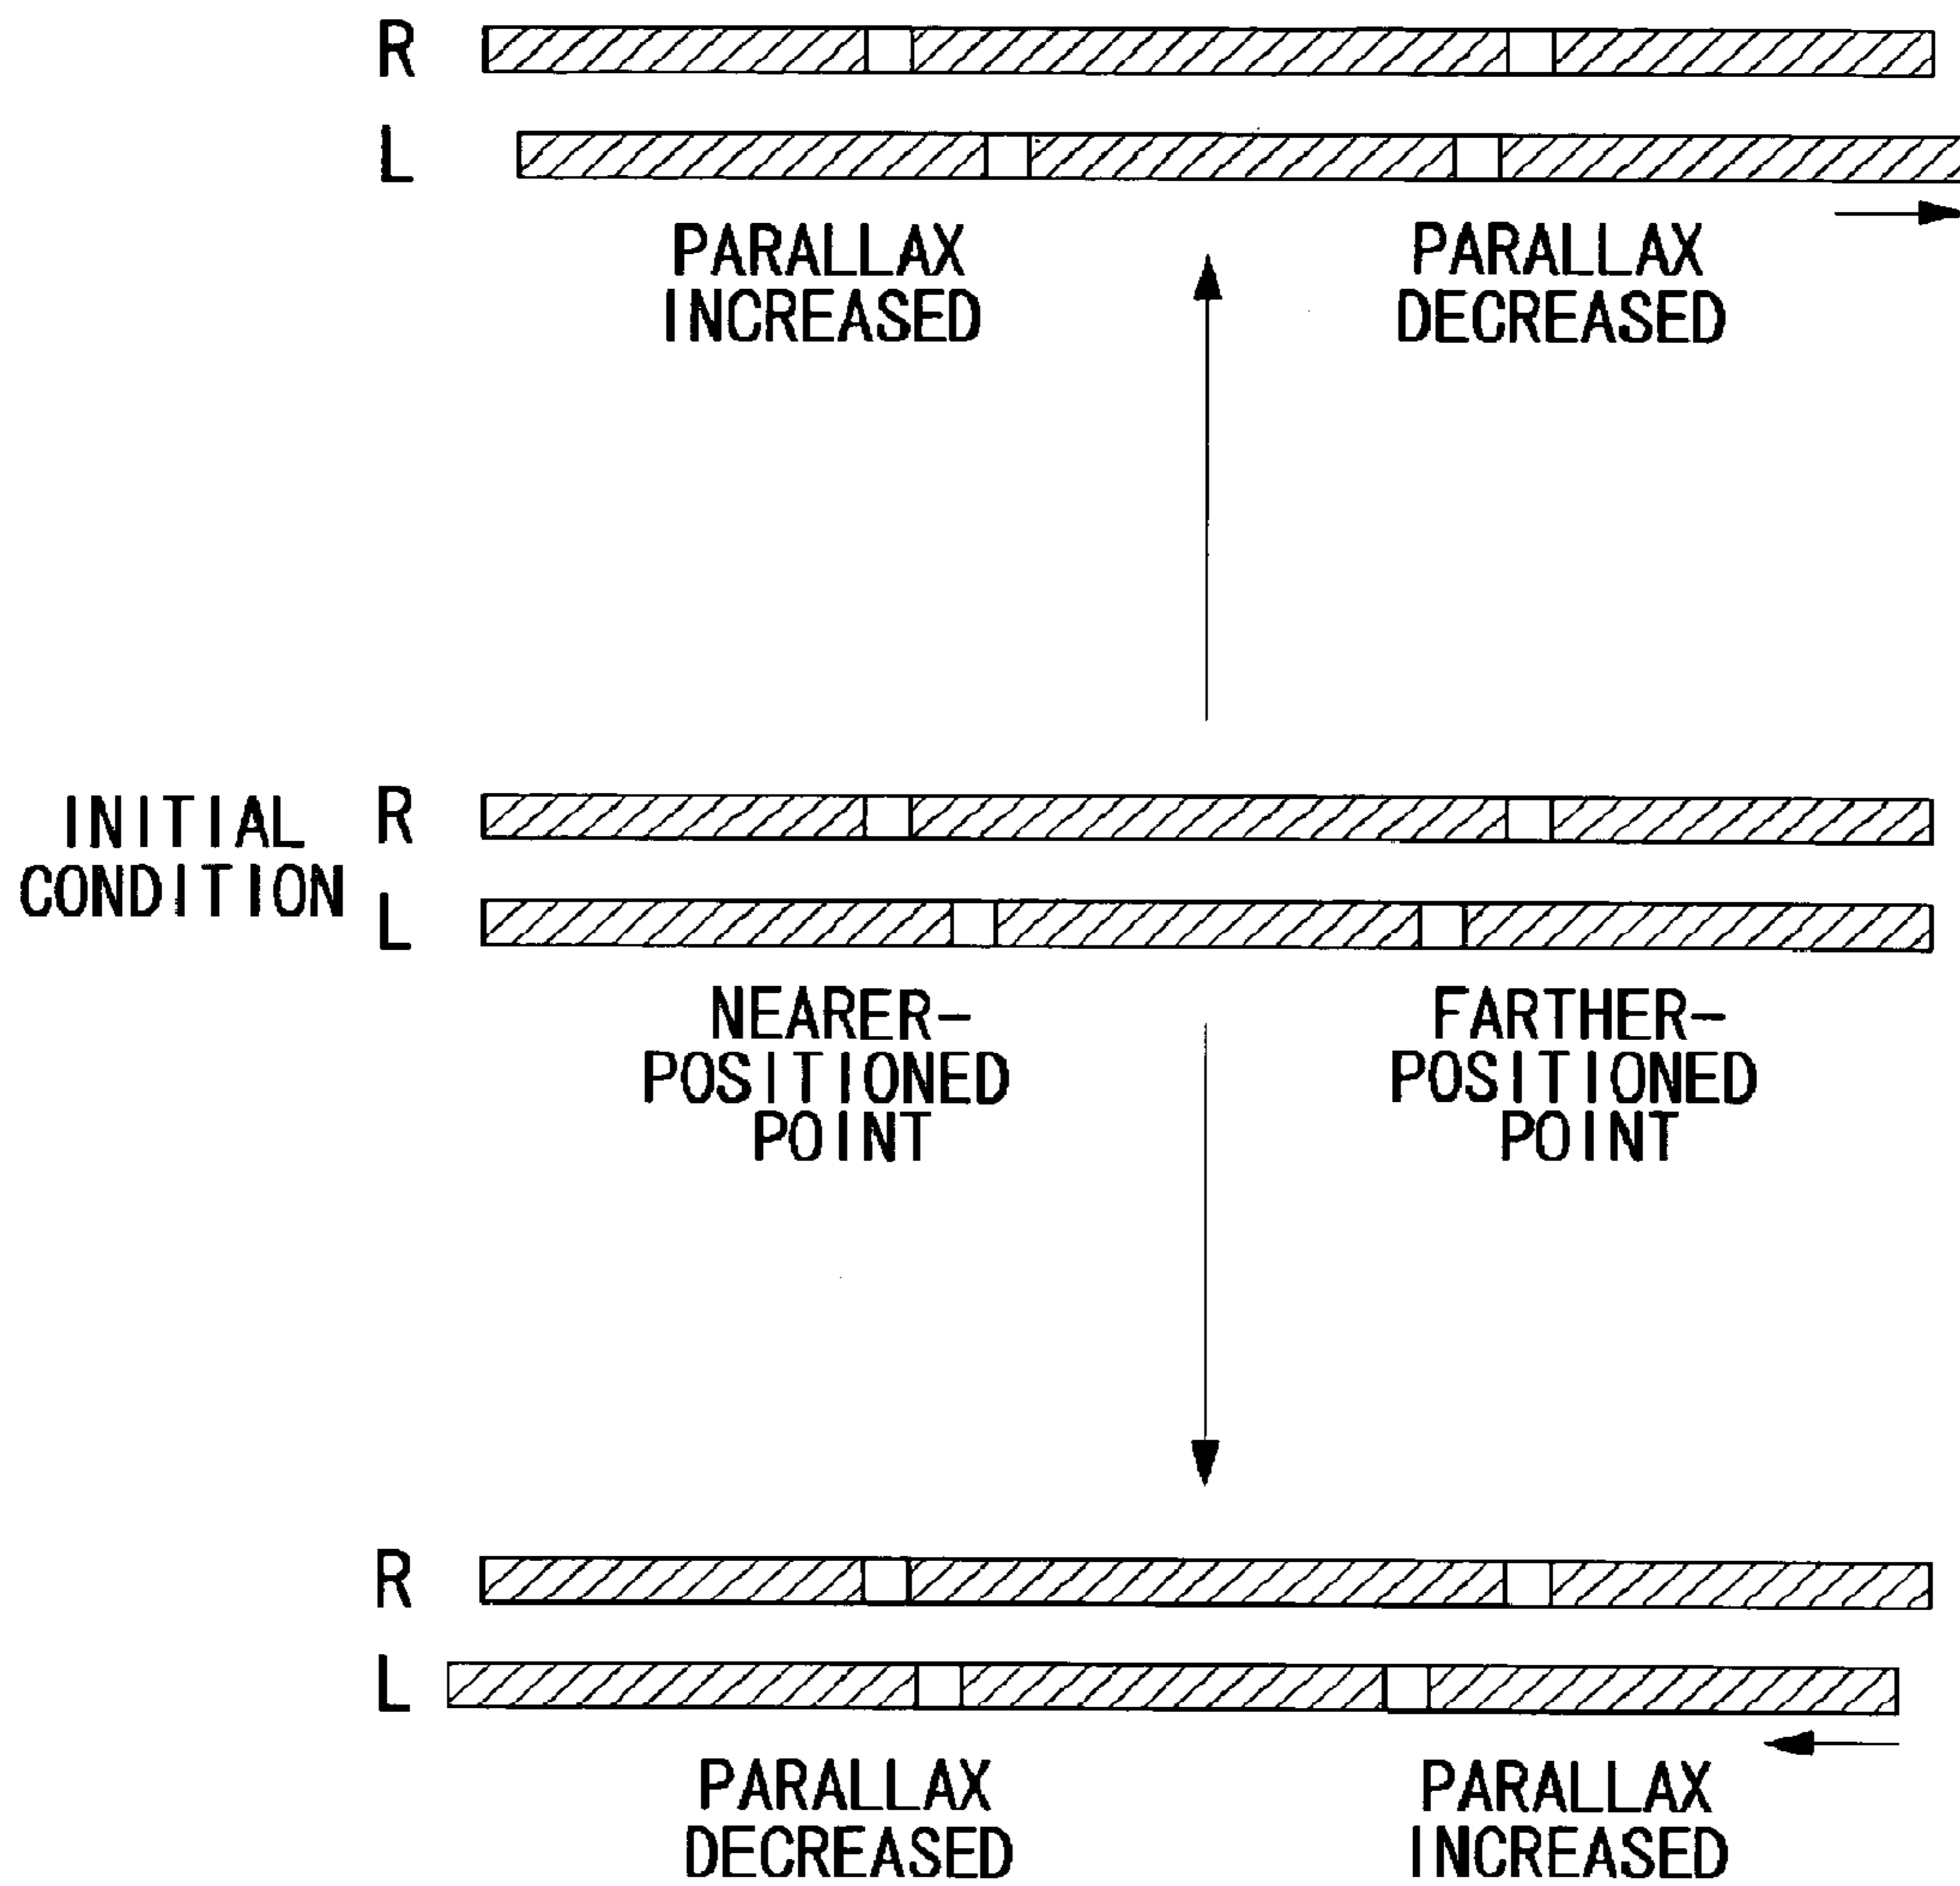 R
L
PARALLAX
INCREASED
PARALLAX
DECREASED
INITIAL
CONDITION
R
L
NEARER-
POSITIONED
POINT
FARTHER-
POSITIONED
POINT
R
L
PARALLAX
DECREASED
PARALLAX
INCREASED